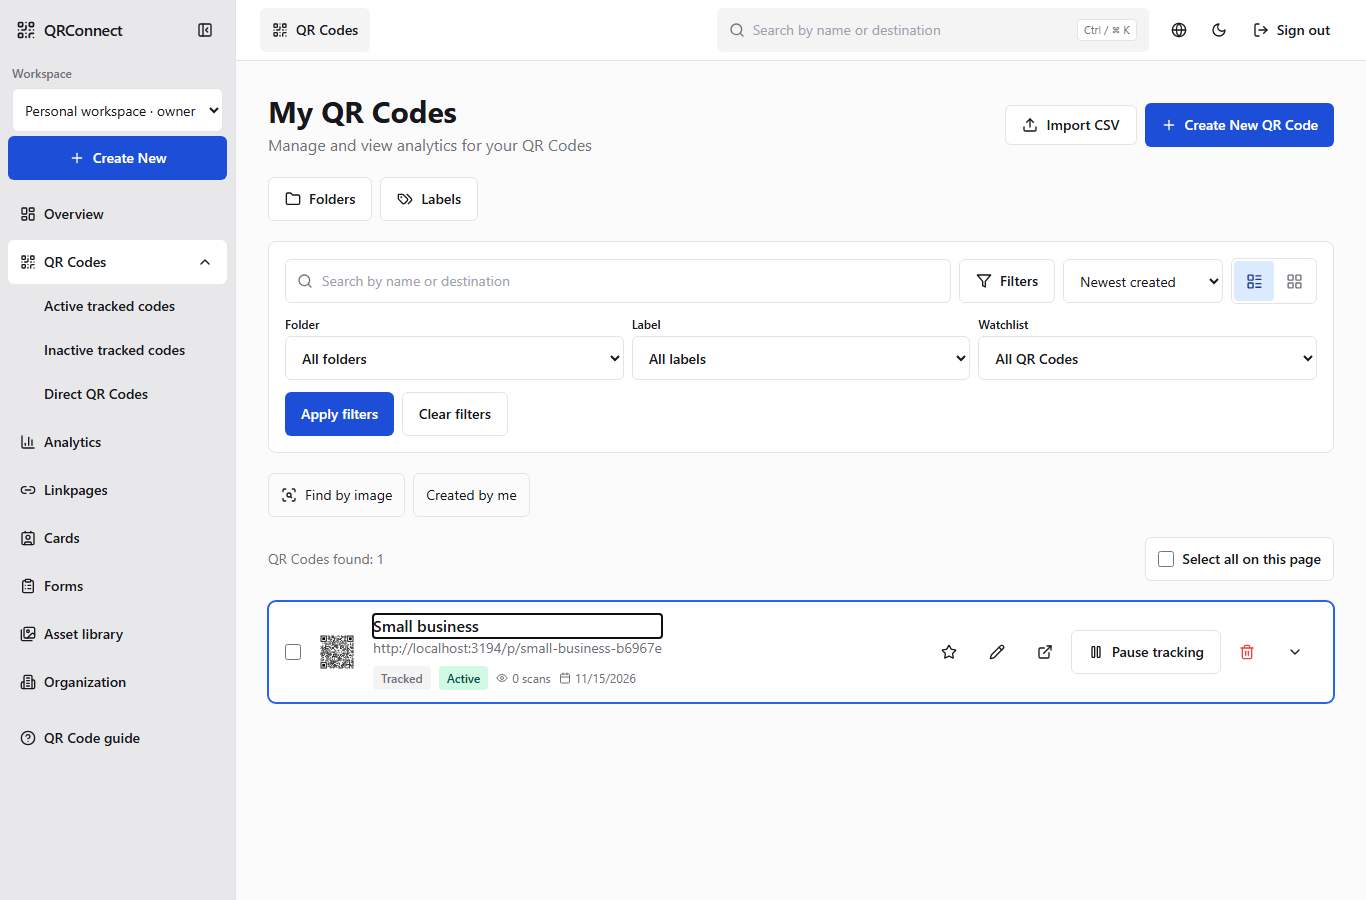 QRConnect
Workspace
Personal workspace · owner
Create New
Overview
QR Codes
Active tracked codes
Inactive tracked codes
Direct QR Codes
Analytics
Linkpages
Cards
Forms
Asset library
Organization
QR Code guide
QR Codes
Search by name or destination
Ctrl / ⌘ K
Sign out
My QR Codes
Manage and view analytics for your QR Codes
Import CSV
Create New QR Code
Folders
Labels
Search by name or destination
Filters
Newest created
Folder
Label
Watchlist
All folders
All labels
All QR Codes
Apply filters
Clear filters
Find by image
Created by me
QR Codes found: 1
Select all on this page
Small business
http://localhost:3194/p/small-business-b6967e
Tracked
Active
0 scans
11/15/2026
Pause tracking